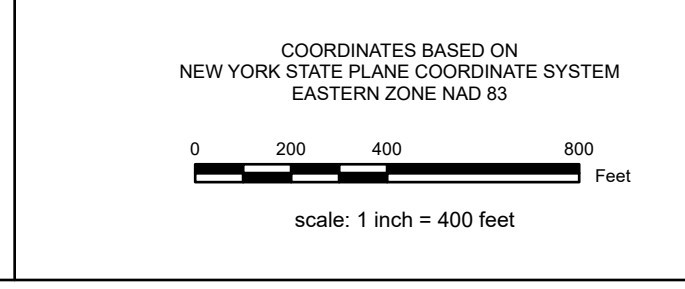 COORDINATES BASED ON
NEW YORK STATE PLANE COORDINATE SYSTEM
EASTERN ZONE NAD 83
0 200 400 800
Feet
scale: 1 inch = 400 feet